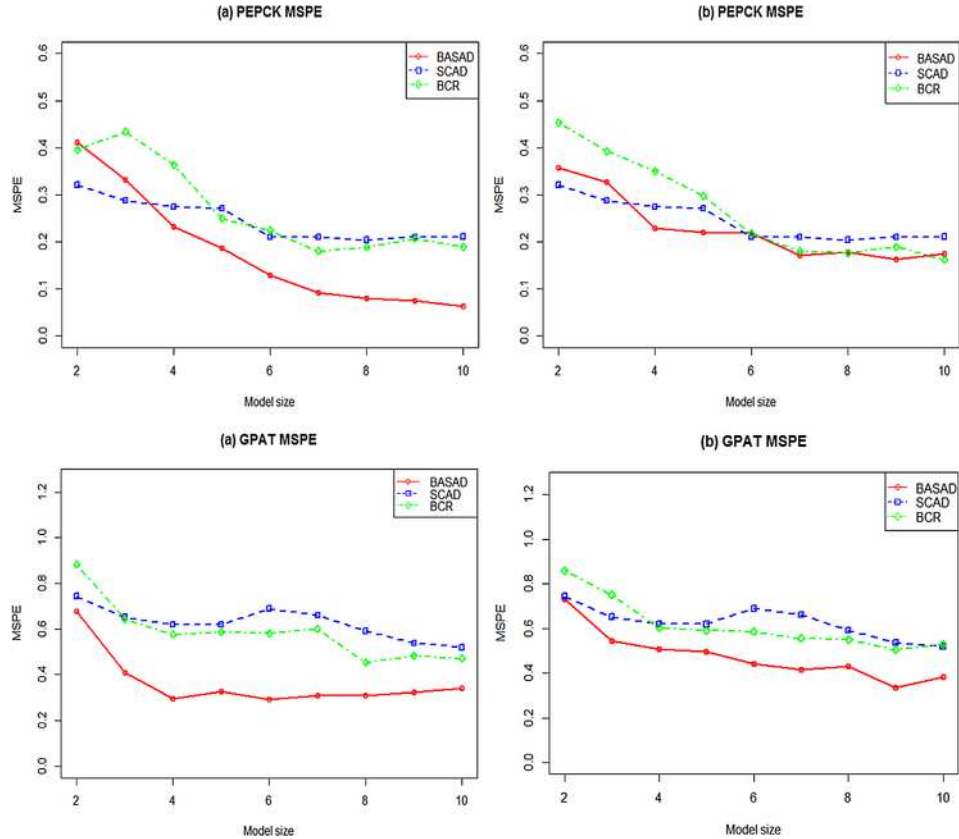 (a) PEPCK MSPE
BASAD
SCAD
BCR
MSPE
0.6
0.5
0.4
0.3
0.2
0.1
0.0
2 4 6 8 10
Model size
(b) PEPCK MSPE
BASAD
SCAD
BCR
MSPE
0.6
0.5
0.4
0.3
0.2
0.1
0.0
2 4 6 8 10
Model size
(a) GPAT MSPE
BASAD
SCAD
BCR
MSPE
1.2
1.0
0.8
0.6
0.4
0.2
0.0
2 4 6 8 10
Model size
(b) GPAT MSPE
BASAD
SCAD
BCR
MSPE
1.2
1.0
0.8
0.6
0.4
0.2
0.0
2 4 6 8 10
Model size